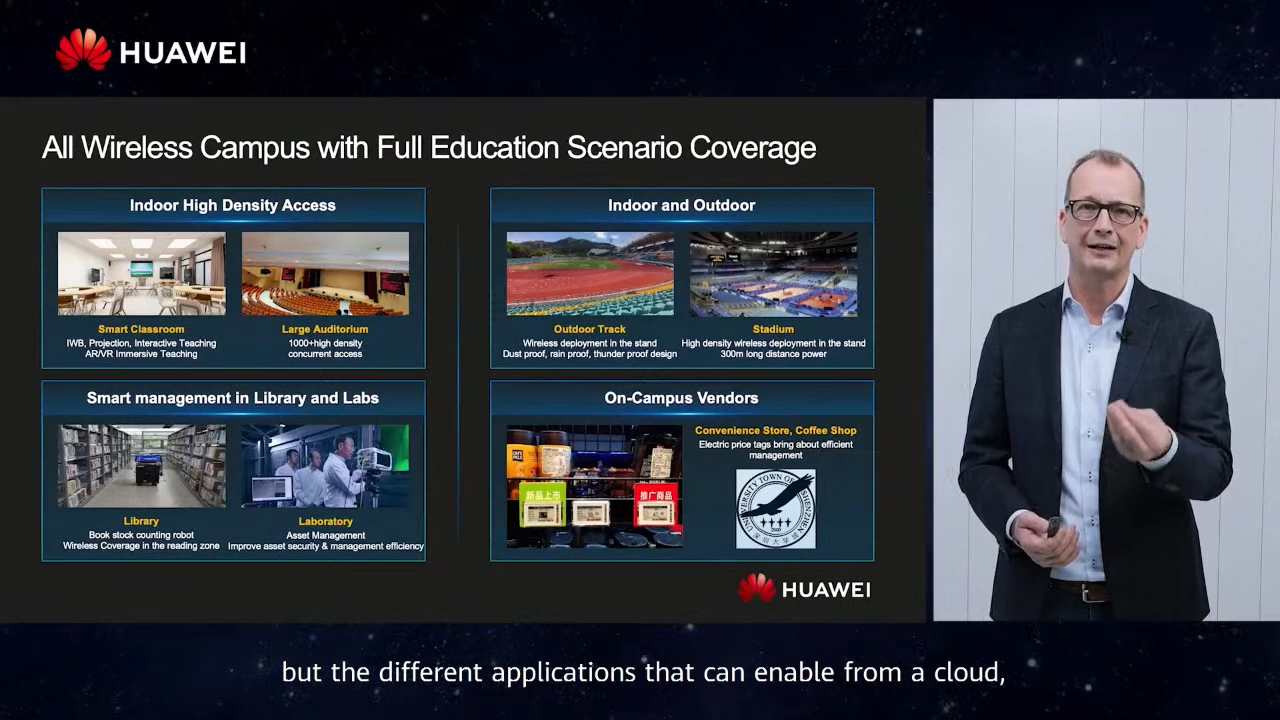 HUAWEI
All Wireless Campus with Full Education Scenario Coverage
Indoor High Density Access
Smart Classroom
IWB, Projection, Interactive Teaching
AR/VR Immersive Teaching
Large Auditorium
1000+high density
concurrent access
Indoor and Outdoor
Outdoor Track
Wireless deployment in the stand
Dust proof, rain proof, thunder proof design
Stadium
High density wireless deployment in the stand
300m long distance power
Smart management in Library and Labs
Library
Book stock counting robot
Wireless Coverage in the reading zone
Laboratory
Asset Management
Improve asset security & management efficiency
On-Campus Vendors
新品上市
推广商品
Convenience Store, Coffee Shop
Electric price tags bring about efficient
management
UNIVERSITY TOWN OF SHENZHEN
2000
HUAWEI
but the different applications that can enable from a cloud,